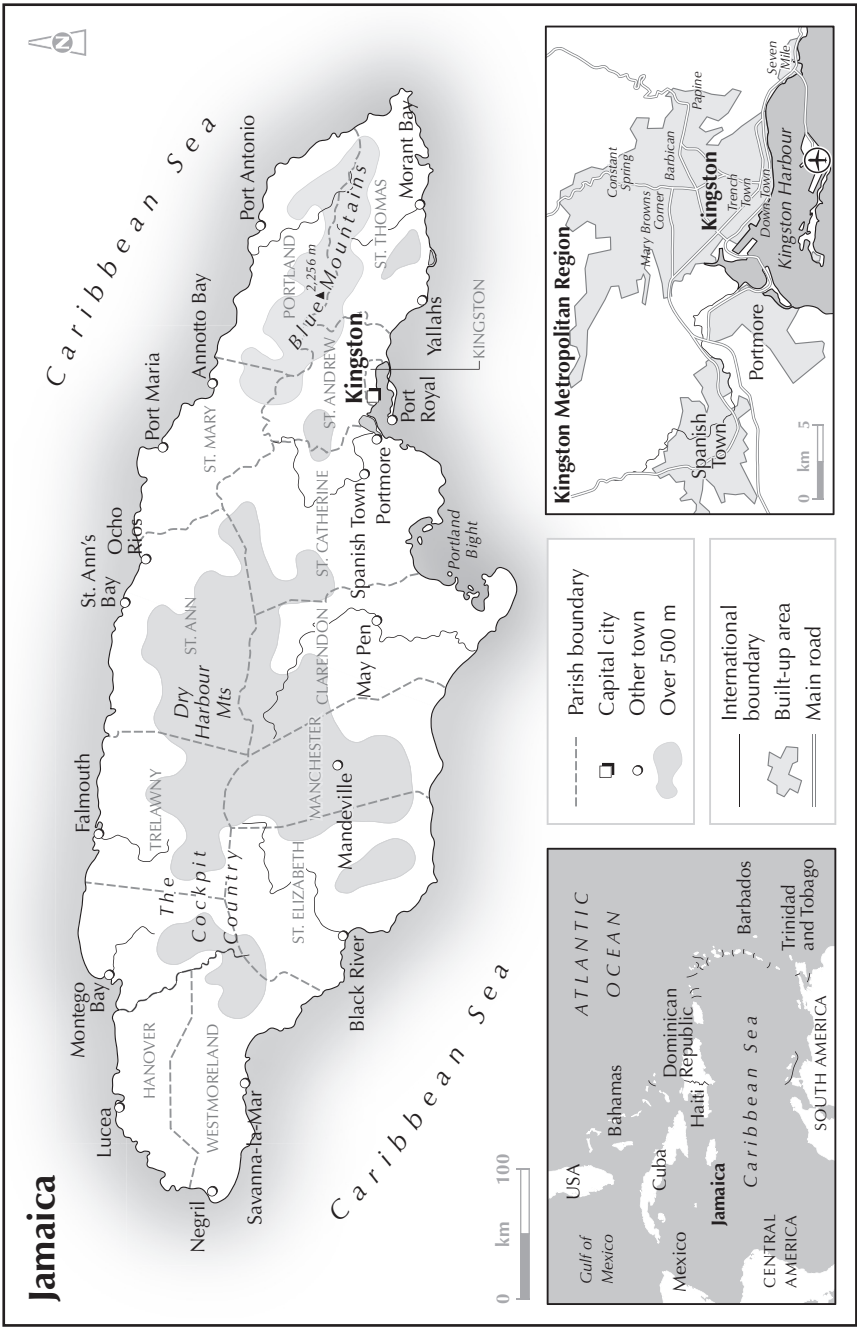 Jamaica
N
Caribbean Sea
Negril
Lucea
Montego
Bay
Falmouth
St. Ann's
Bay
Ocho
Rios
Port Maria
Annotto Bay
Port Antonio
HANOVER
WESTMORELAND
Savanna-la-Mar
The
Cockpit
Country
TRELAWNY
ST. ELIZABETH
Black River
Dry
Harbour
Mts
ST. ANN
MANCHESTER
Mandeville
CLARENDON
May Pen
ST. CATHERINE
Spanish Town
Portmore
Portland
Bight
ST. MARY
ST. ANDREW
Kingston
Port
Royal
KINGSTON
PORTLAND
2,256 m
Blue Mountains
ST. THOMAS
Yallahs
Morant Bay
Caribbean Sea
0 km 100
USA
Gulf of
Mexico
Mexico
CENTRAL
AMERICA
Bahamas
Cuba
Jamaica
Haiti
Dominican
Republic
ATLANTIC
OCEAN
Caribbean Sea
Barbados
Trinidad
and Tobago
SOUTH AMERICA
Parish boundary
Capital city
Other town
Over 500 m
International
boundary
Built-up area
Main road
Kingston Metropolitan Region
Constant
Spring
Mary Browns
Corner
Barbican
Papine
Kingston
Trench
Town
Down Town
Seven
Mile
Kingston Harbour
Spanish
Town
Portmore
0 km 5